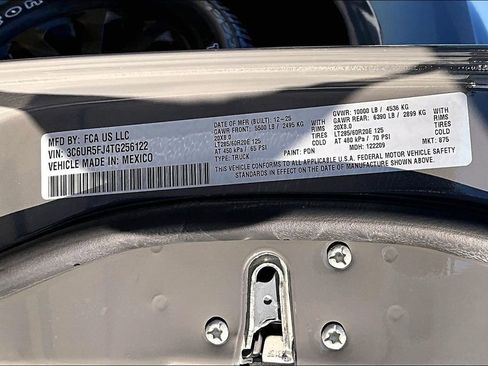 MFD BY: FCA US LLC
VIN: 3C6UR5FJ4TG256122
VEHICLE MADE IN: MEXICO
DATE OF MFR (BUILT): 12-25
GAWR FRONT: 5500 LB / 2495 KG WITH
20X8.0 RIMS
LT285/60R20E 125 TIRES
AT 450 kPa / 65 PSI COLD
TYPE: TRUCK PAINT: PDN
GVWR: 10000 LB / 4536 KG
GAWR REAR: 6390 LB / 2899 KG WITH
20X8.0 RIMS
LT285/60R20E 125 TIRES
AT 480 kPa / 70 PSI COLD
MDH: 122209 MKT: 875
THIS VEHICLE CONFORMS TO ALL APPLICABLE U.S.A. FEDERAL MOTOR VEHICLE SAFETY
STANDARDS IN EFFECT ON THE DATE OF MANUFACTURE SHOWN ABOVE.